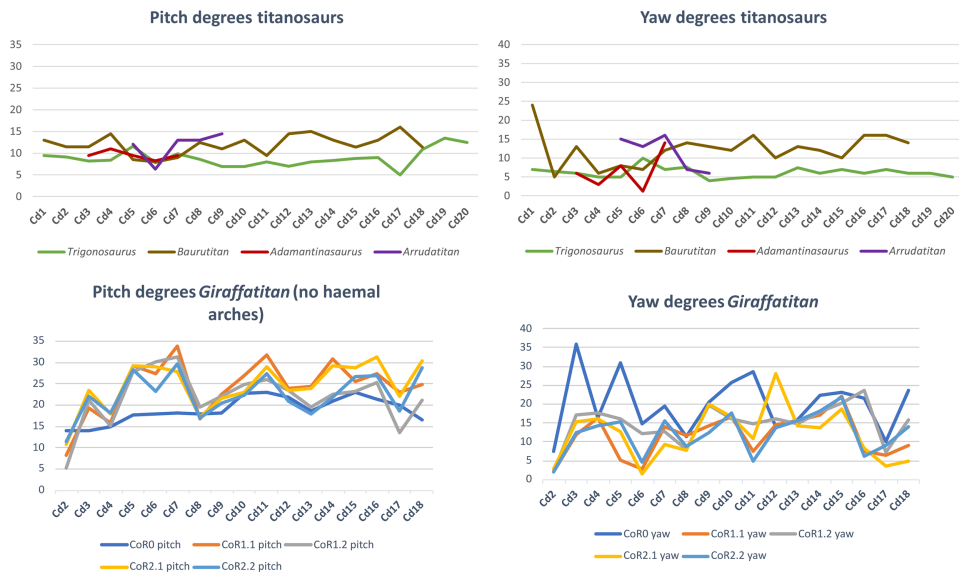 Pitch degrees titanosaurs
35
30
25
20
15
10
5
0
Cd1 Cd2 Cd3 Cd4 Cd5 Cd6 Cd7 Cd8 Cd9 Cd10 Cd11 Cd12 Cd13 Cd14 Cd15 Cd16 Cd17 Cd18 Cd19 Cd20
Trigonosaurus Baurutitan Adamantinasaurus Arrudatitan
Yaw degrees titanosaurs
40
35
30
25
20
15
10
5
0
Cd1 Cd2 Cd3 Cd4 Cd5 Cd6 Cd7 Cd8 Cd9 Cd10 Cd11 Cd12 Cd13 Cd14 Cd15 Cd16 Cd17 Cd18 Cd19 Cd20
Trigonosaurus Baurutitan Adamantinasaurus Arrudatitan
Pitch degrees Giraffatitan (no haemal
arches)
35
30
25
20
15
10
5
0
Cd2 Cd3 Cd4 Cd5 Cd6 Cd7 Cd8 Cd9 Cd10 Cd11 Cd12 Cd13 Cd14 Cd15 Cd16 Cd17 Cd18
CoR0 pitch CoR1.1 pitch CoR1.2 pitch
CoR2.1 pitch CoR2.2 pitch
Yaw degrees Giraffatitan
40
35
30
25
20
15
10
5
0
Cd2 Cd3 Cd4 Cd5 Cd6 Cd7 Cd8 Cd9 Cd10 Cd11 Cd12 Cd13 Cd14 Cd15 Cd16 Cd17 Cd18
CoR0 yaw CoR1.1 yaw CoR1.2 yaw
CoR2.1 yaw CoR2.2 yaw